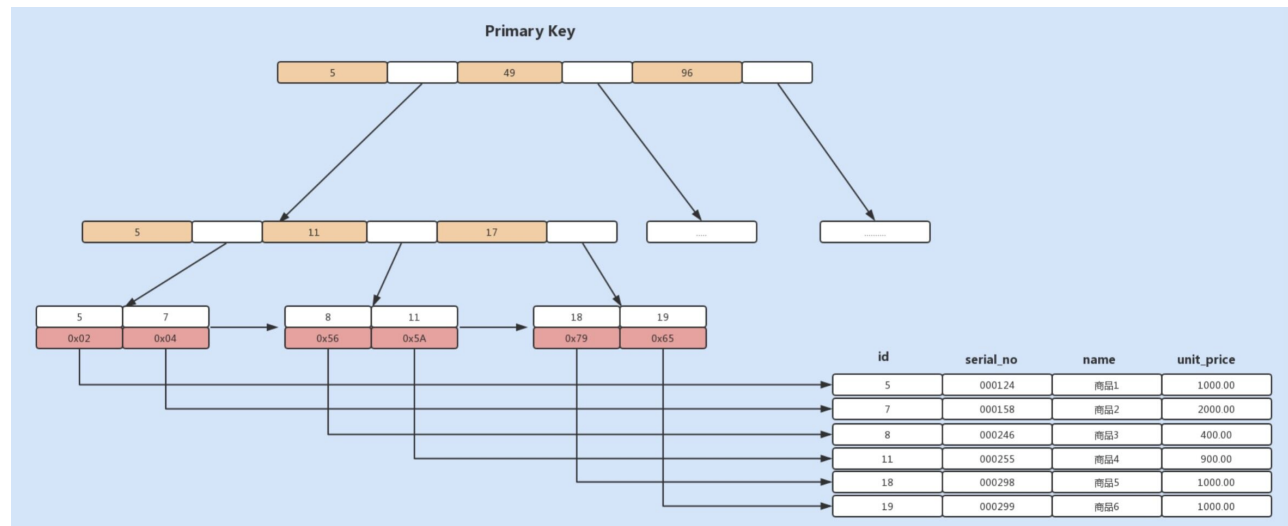 Primary Key
5 49 96
5 11 17 ..... ..........
5 7 8 11 18 19
0x02 0x04 0x56 0x5A 0x79 0x65
id serial_no name unit_price
5 000124 商品1 1000.00
7 000158 商品2 2000.00
8 000246 商品3 400.00
11 000255 商品4 900.00
18 000298 商品5 1000.00
19 000299 商品6 1000.00